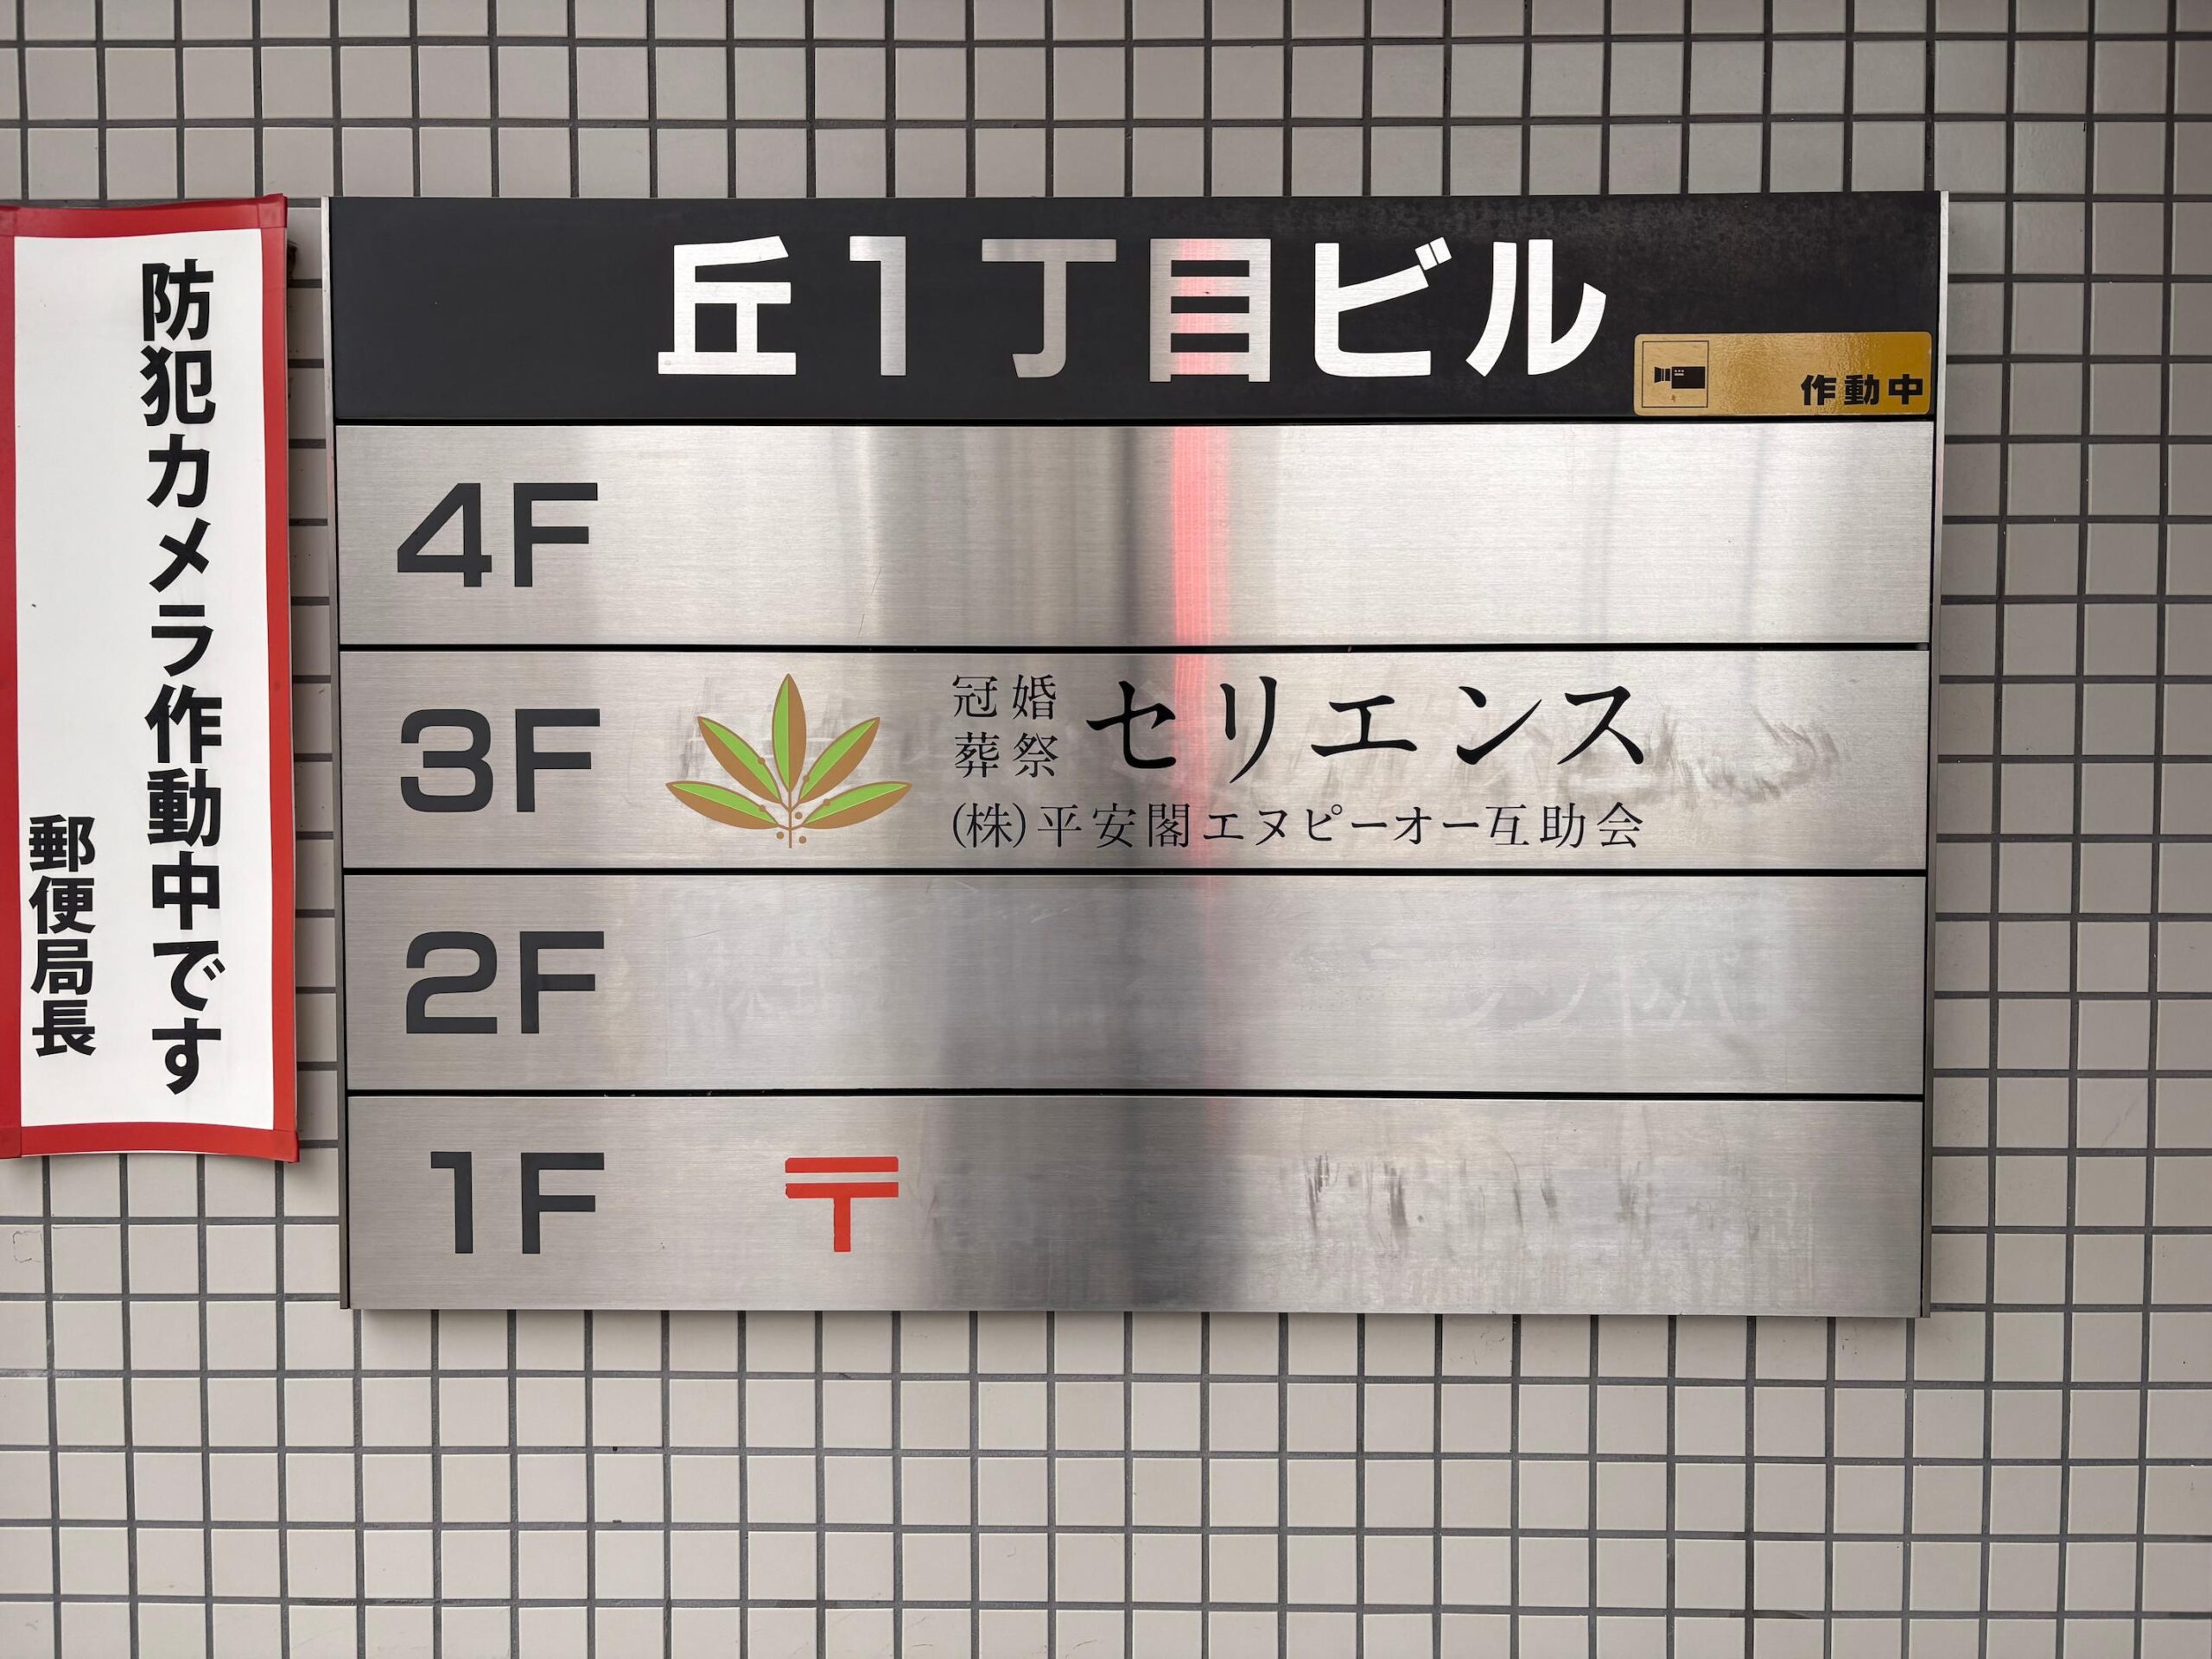 防犯カメラ作動中です
郵便局長
丘1丁目ビル
作動中
4F
3F
冠婚
葬祭
セリエンス
(株)平安閣エヌピーオー互助会
2F
1F 〒